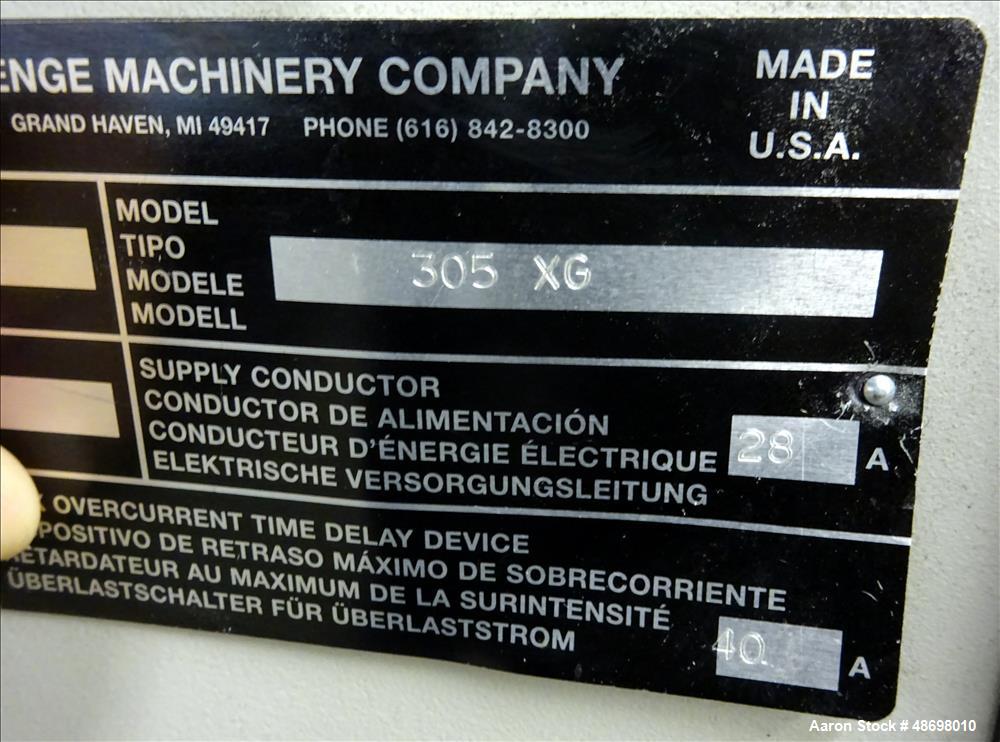 ENGE MACHINERY COMPANY
GRAND HAVEN, MI 49417 PHONE (616) 842-8300
MADE
IN
U.S.A.
MODEL
TIPO
MODELE
MODELL
305 XG
SUPPLY CONDUCTOR
CONDUCTOR DE ALIMENTACIÓN
CONDUCTEUR D'ÉNERGIE ÉLECTRIQUE
ELEKTRISCHE VERSORGUNGSLEITUNG
28 A
OVERCURRENT TIME DELAY DEVICE
POSITIVO DE RETRASO MÁXIMO DE SOBRECORRIENTE
RETARDATEUR AU MAXIMUM DE LA SURINTENSITÉ
ÜBERLASTSCHALTER FÜR ÜBERLASTSTROM
40 A
Aaron Stock # 48698010